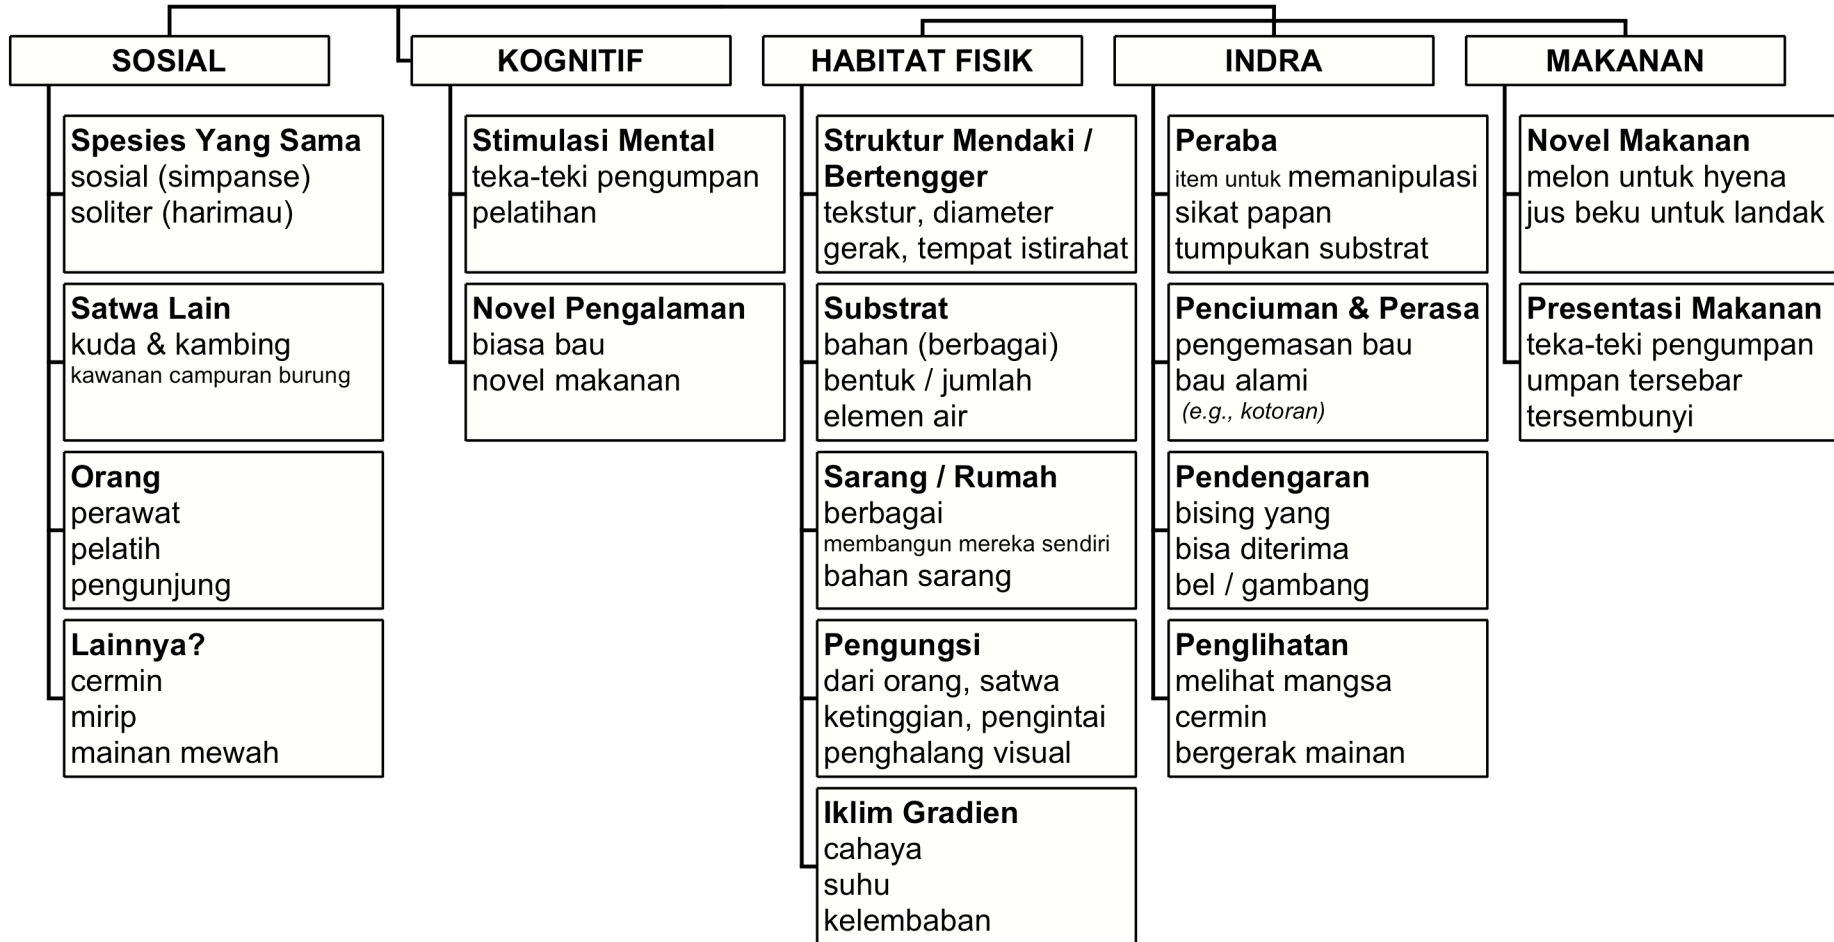 SOSIAL
Spesies Yang Sama
sosial (simpanse)
soliter (harimau)
Satwa Lain
kuda & kambing
kawanan campuran burung
Orang
perawat
pelatih
pengunjung
Lainnya?
cermin
mirip
mainan mewah
KOGNITIF
Stimulasi Mental
teka-teki pengumpan
pelatihan
Novel Pengalaman
biasa bau
novel makanan
HABITAT FISIK
Struktur Mendaki /
Bertengger
tekstur, diameter
gerak, tempat istirahat
Substrat
bahan (berbagai)
bentuk / jumlah
elemen air
Sarang / Rumah
berbagai
membangun mereka sendiri
bahan sarang
Pengungsi
dari orang, satwa
ketinggian, pengintai
penghalang visual
Iklim Gradien
cahaya
suhu
kelembaban
INDRA
Peraba
item untuk memanipulasi
sikat papan
tumpukan substrat
Penciuman & Perasa
pengemasan bau
bau alami
(e.g., kotoran)
Pendengaran
bising yang
bisa diterima
bel / gambang
Penglihatan
melihat mangsa
cermin
bergerak mainan
MAKANAN
Novel Makanan
melon untuk hyena
jus beku untuk landak
Presentasi Makanan
teka-teki pengumpan
umpan tersebar
tersembunyi